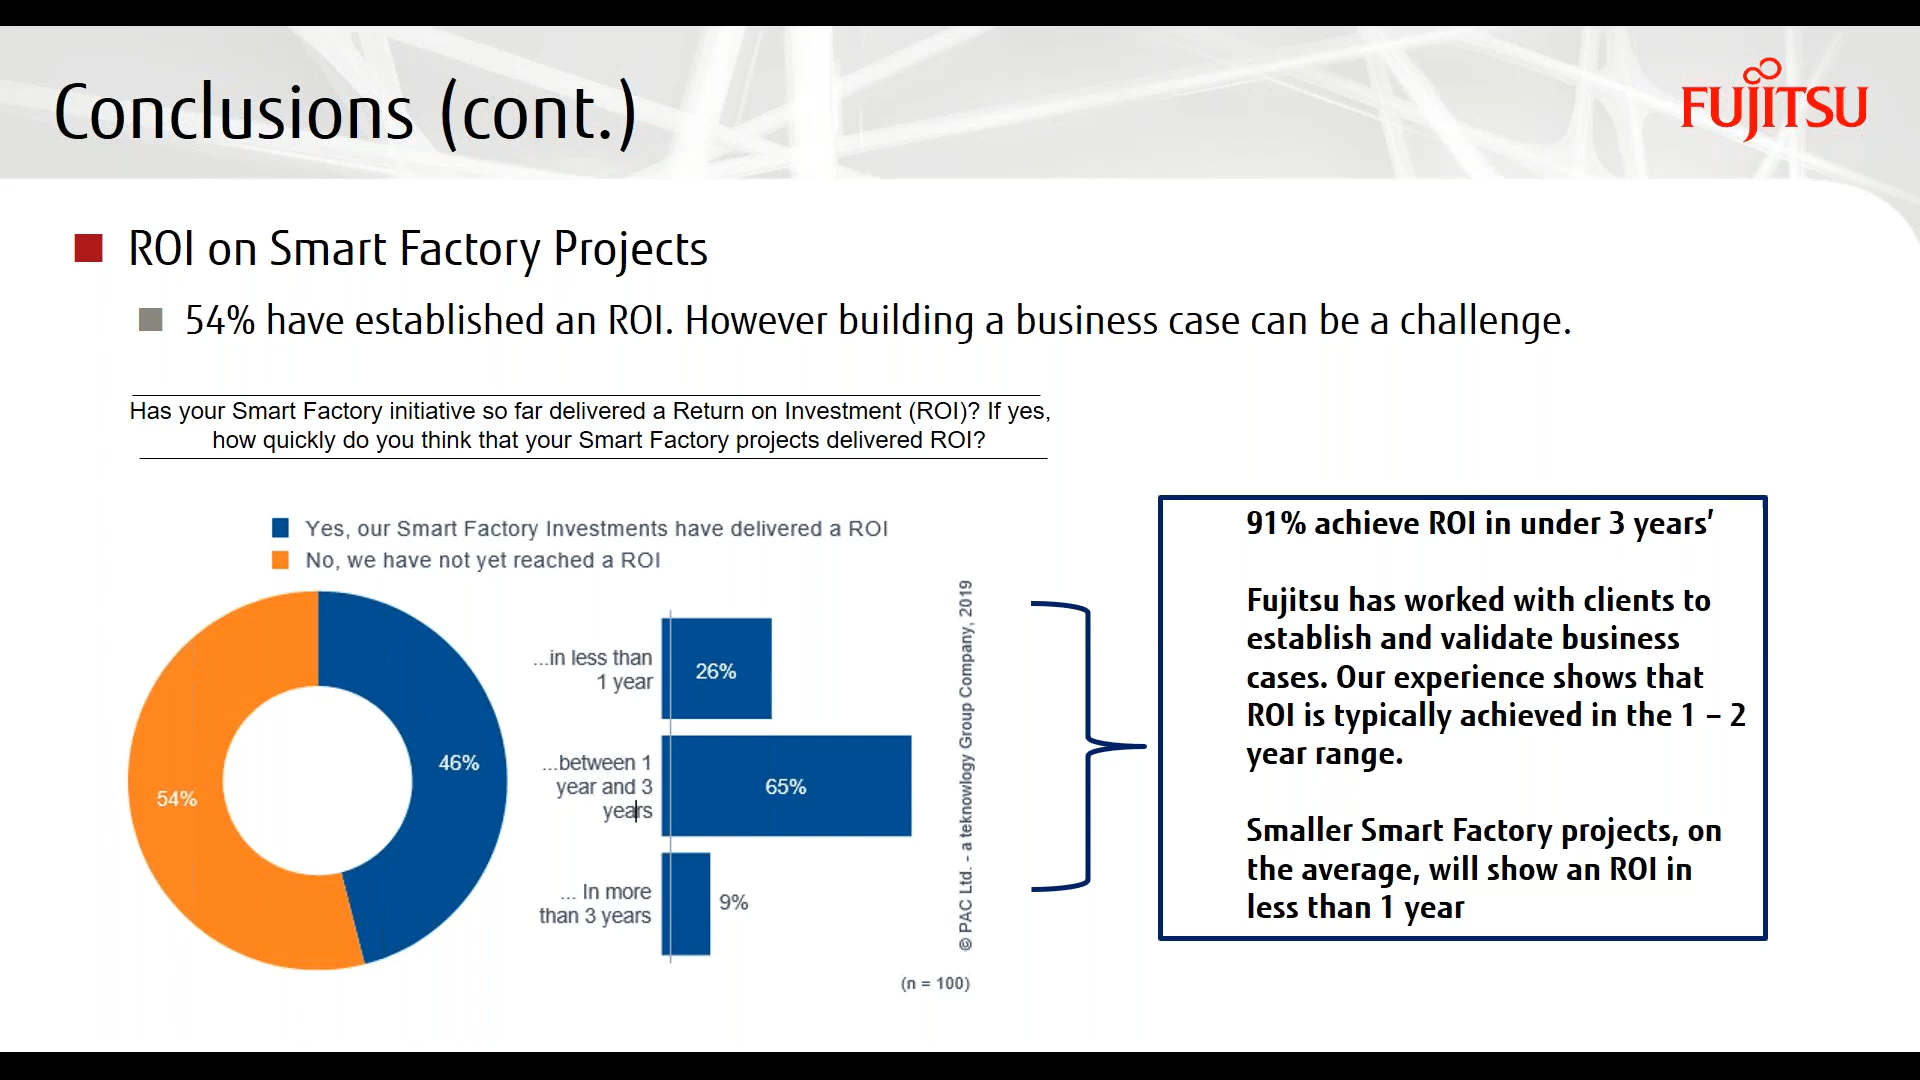 Conclusions (cont.)
FUJITSU
ROI on Smart Factory Projects
54% have established an ROI. However building a business case can be a challenge.
Has your Smart Factory initiative so far delivered a Return on Investment (ROI)? If yes,
how quickly do you think that your Smart Factory projects delivered ROI?
Yes, our Smart Factory Investments have delivered a ROI
No, we have not yet reached a ROI
46%
54%
...in less than
1 year
26%
...between 1
year and 3
years
65%
... In more
than 3 years
9%
© PAC Ltd. - a teknowlogy Group Company, 2019
(n = 100)
91% achieve ROI in under 3 years’
Fujitsu has worked with clients to
establish and validate business
cases. Our experience shows that
ROI is typically achieved in the 1 – 2
year range.
Smaller Smart Factory projects, on
the average, will show an ROI in
less than 1 year